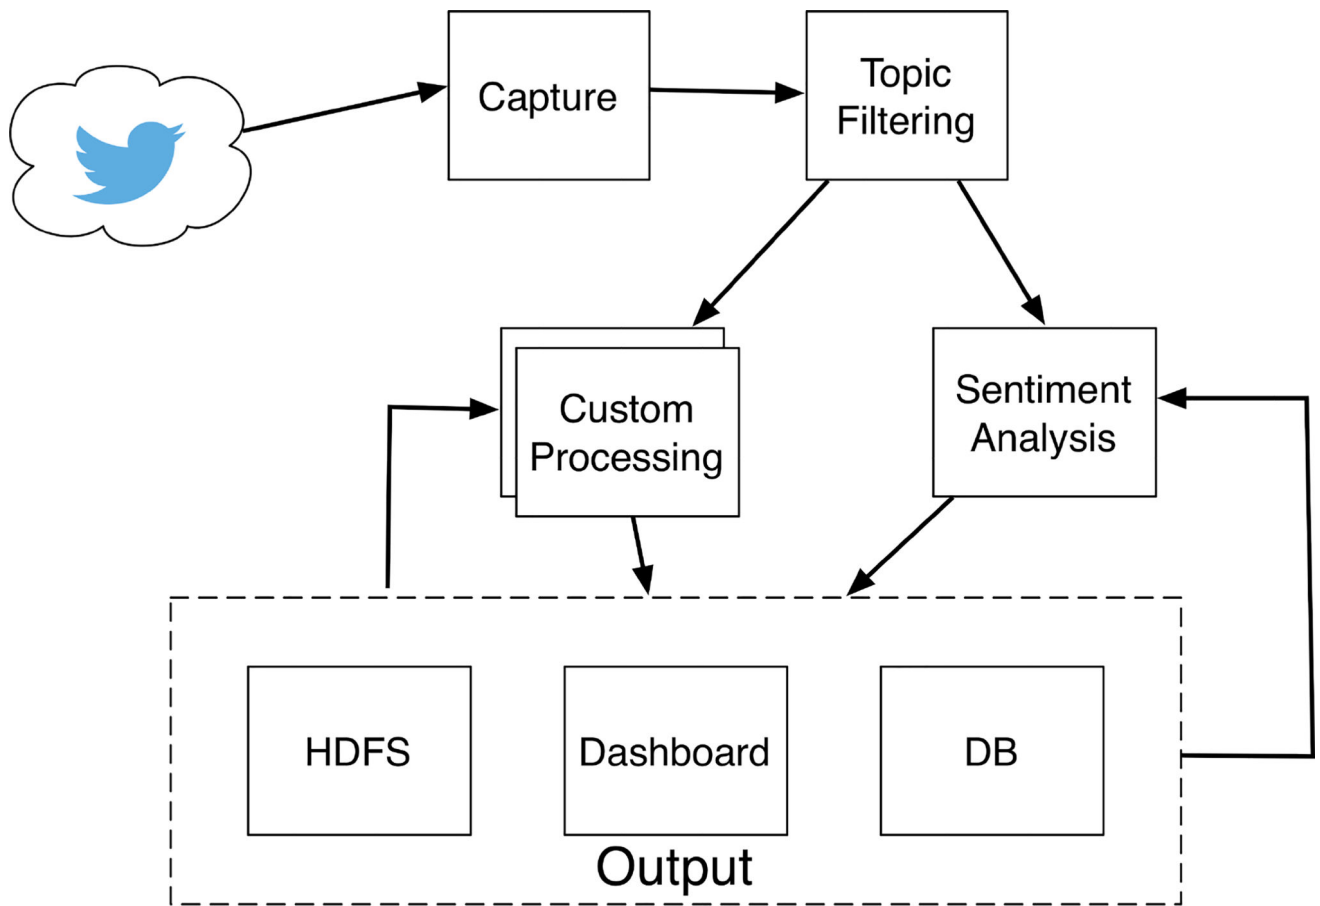 Capture
Topic
Filtering
Custom
Processing
Sentiment
Analysis
HDFS
Dashboard
DB
Output